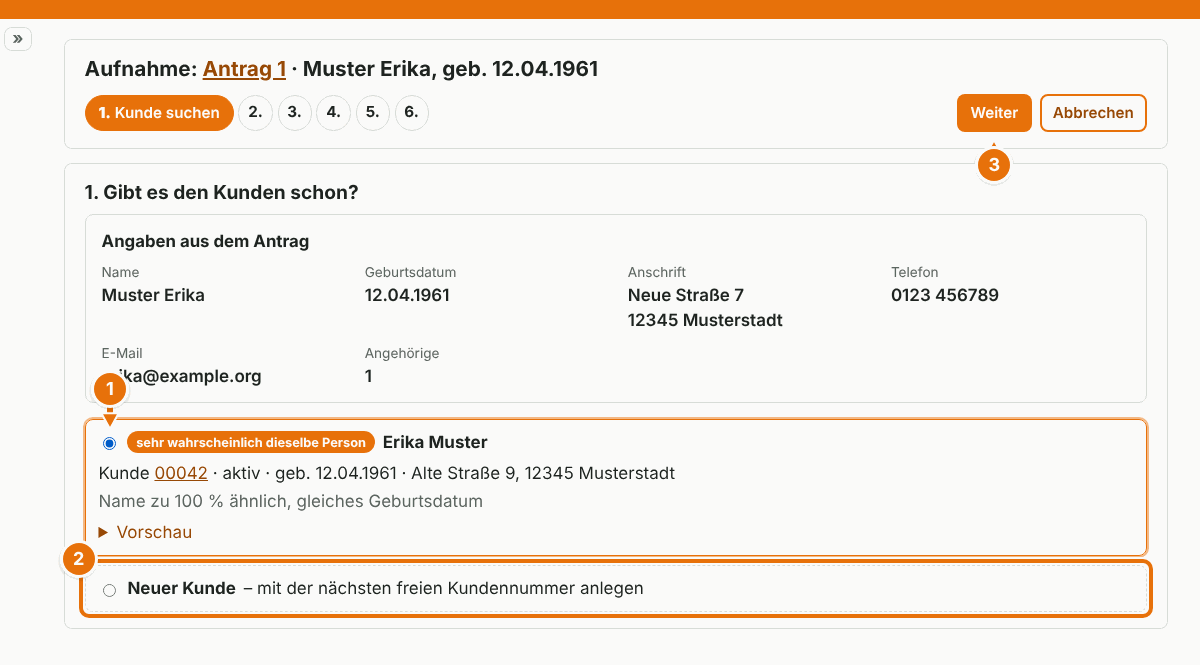 »
Aufnahme: Antrag 1 · Muster Erika, geb. 12.04.1961
1. Kunde suchen 2. 3. 4. 5. 6. Weiter Abbrechen
3
1. Gibt es den Kunden schon?
Angaben aus dem Antrag
Name Geburtsdatum Anschrift Telefon
Muster Erika 12.04.1961 Neue Straße 7 0123 456789
12345 Musterstadt
E-Mail Angehörige
ika@example.org 1
1
sehr wahrscheinlich dieselbe Person Erika Muster
Kunde 00042 · aktiv · geb. 12.04.1961 · Alte Straße 9, 12345 Musterstadt
Name zu 100 % ähnlich, gleiches Geburtsdatum
Vorschau
2
Neuer Kunde – mit der nächsten freien Kundennummer anlegen